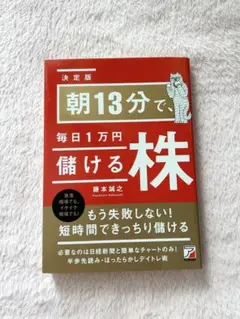 決定版
朝13分で、
毎日1万円
儲ける株
藤本誠之
もう失敗しない!
短時間できっちり儲ける
必要なのは日経新聞と簡単なチャートのみ!
半歩先読み・ほったらかしデイトレ術